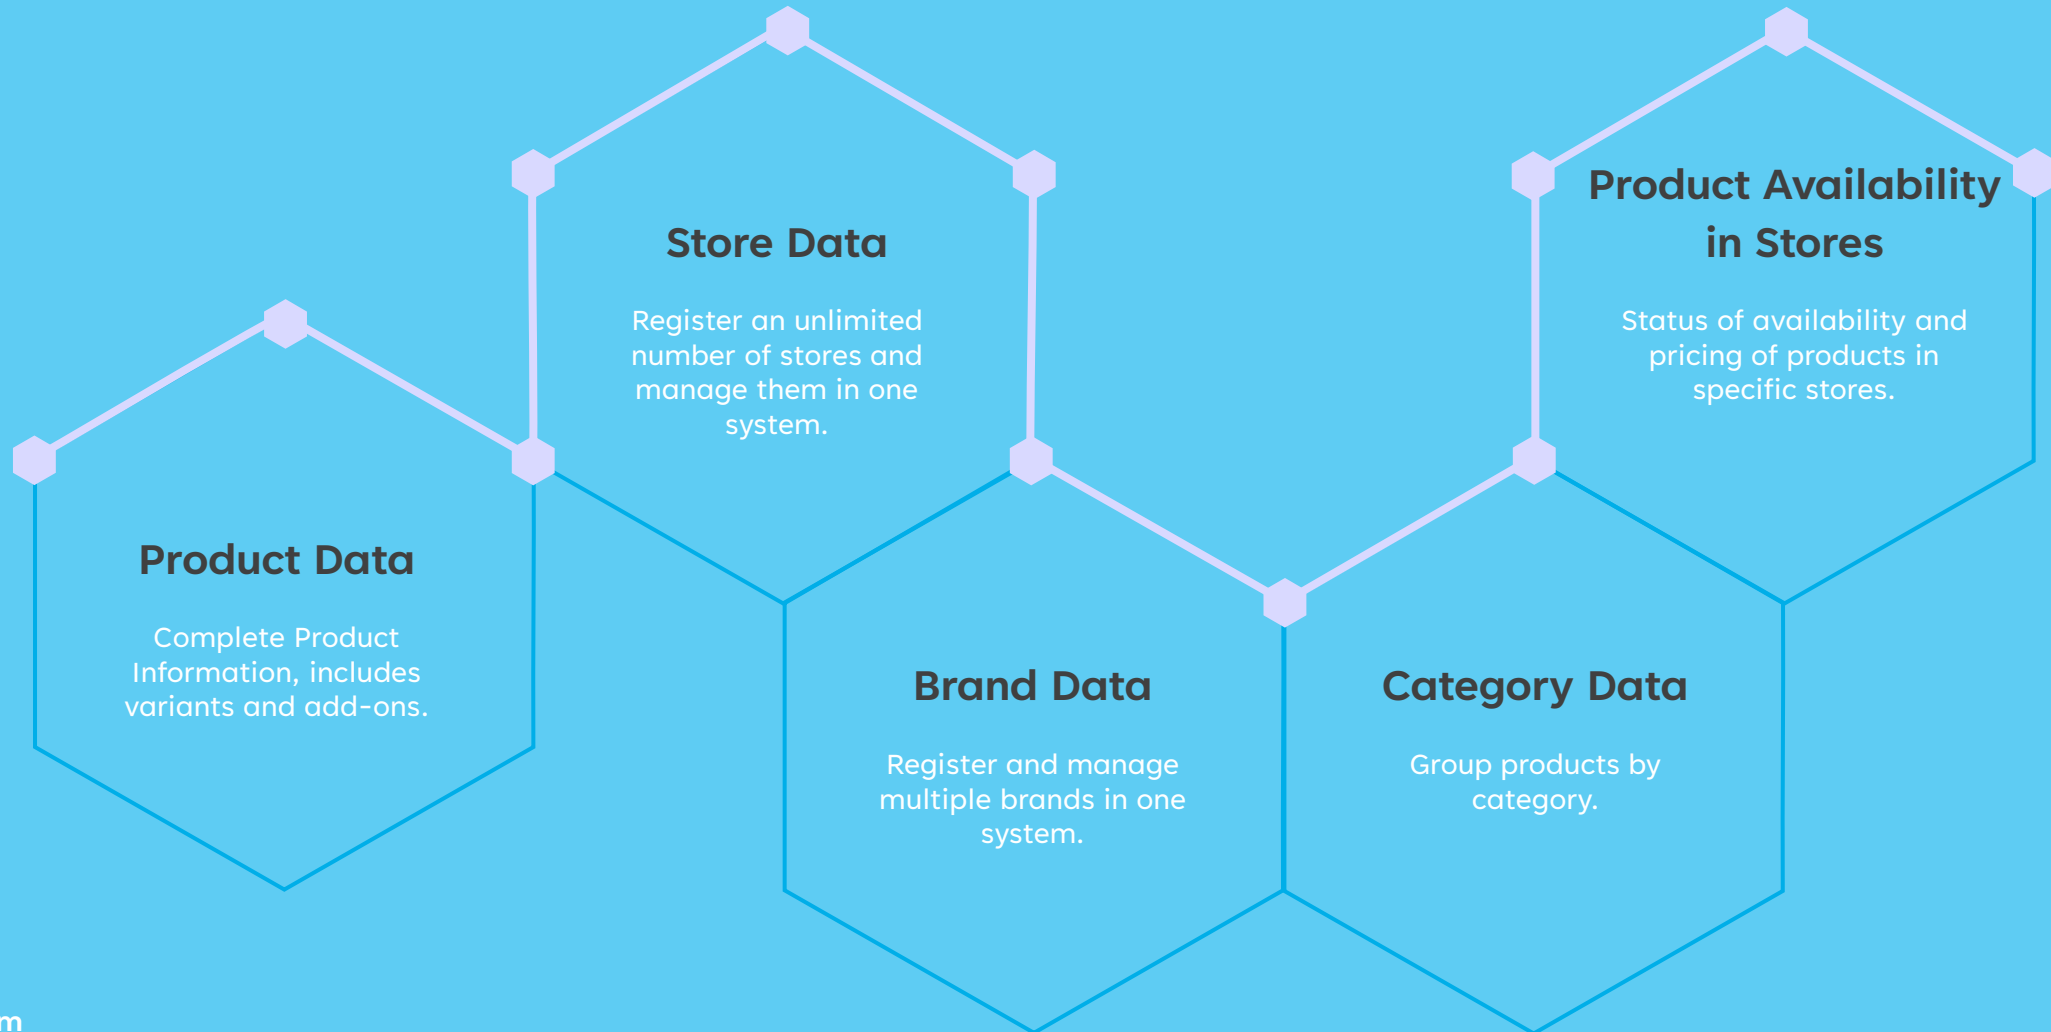 Product Data
Complete Product
Information, includes
variants and add-ons.
Store Data
Register an unlimited
number of stores and
manage them in one
system.
Brand Data
Register and manage
multiple brands in one
system.
Category Data
Group products by
category.
Product Availability
in Stores
Status of availability and
pricing of products in
specific stores.